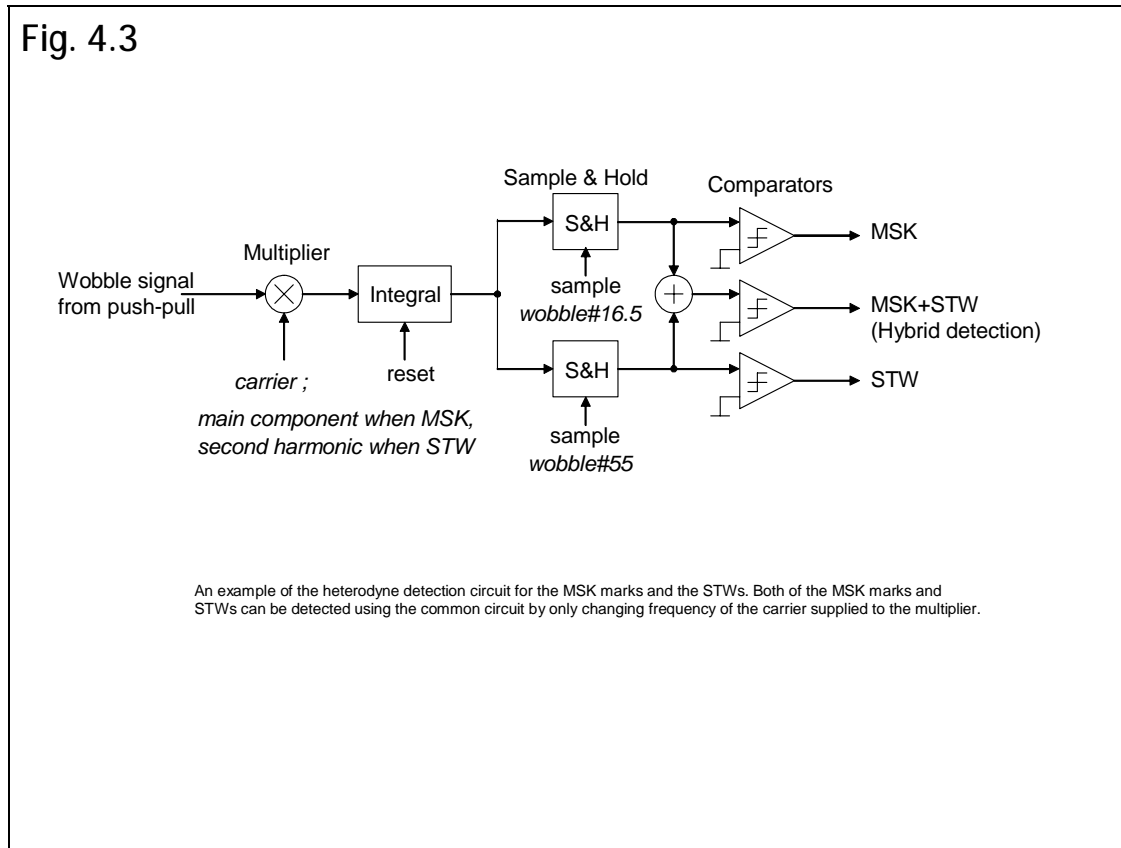 Fig. 4.3
Sample & Hold
Comparators
S&H
MSK
Multiplier
Wobble signal
from push-pull
Integral
sample
wobble#16.5
MSK+STW
(Hybrid detection)
carrier ;
main component when MSK,
second harmonic when STW
reset
S&H
STW
sample
wobble#55
An example of the heterodyne detection circuit for the MSK marks and the STWs. Both of the MSK marks and
STWs can be detected using the common circuit by only changing frequency of the carrier supplied to the multiplier.